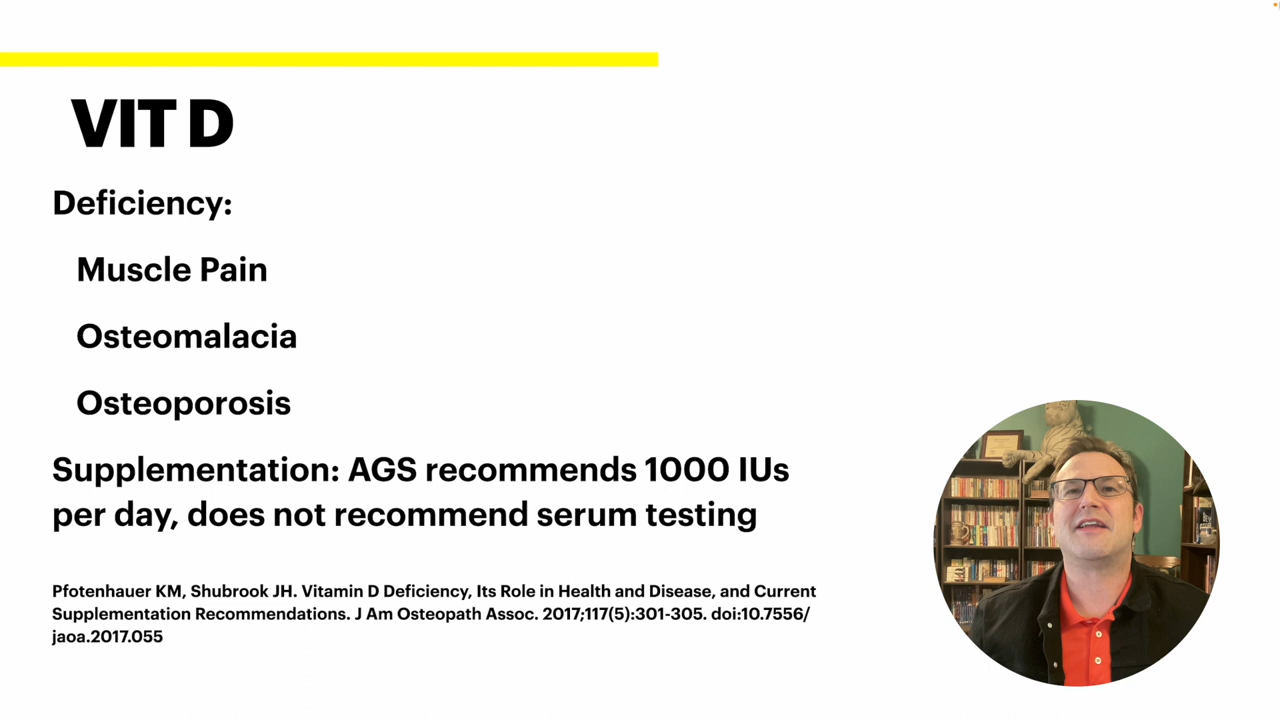 VIT D
Deficiency:
Muscle Pain
Osteomalacia
Osteoporosis
Supplementation: AGS recommends 1000 IUs
per day, does not recommend serum testing
Pfotenhauer KM, Shubrook JH. Vitamin D Deficiency, Its Role in Health and Disease, and Current
Supplementation Recommendations. J Am Osteopath Assoc. 2017;117(5):301-305. doi:10.7556/
jaoa.2017.055